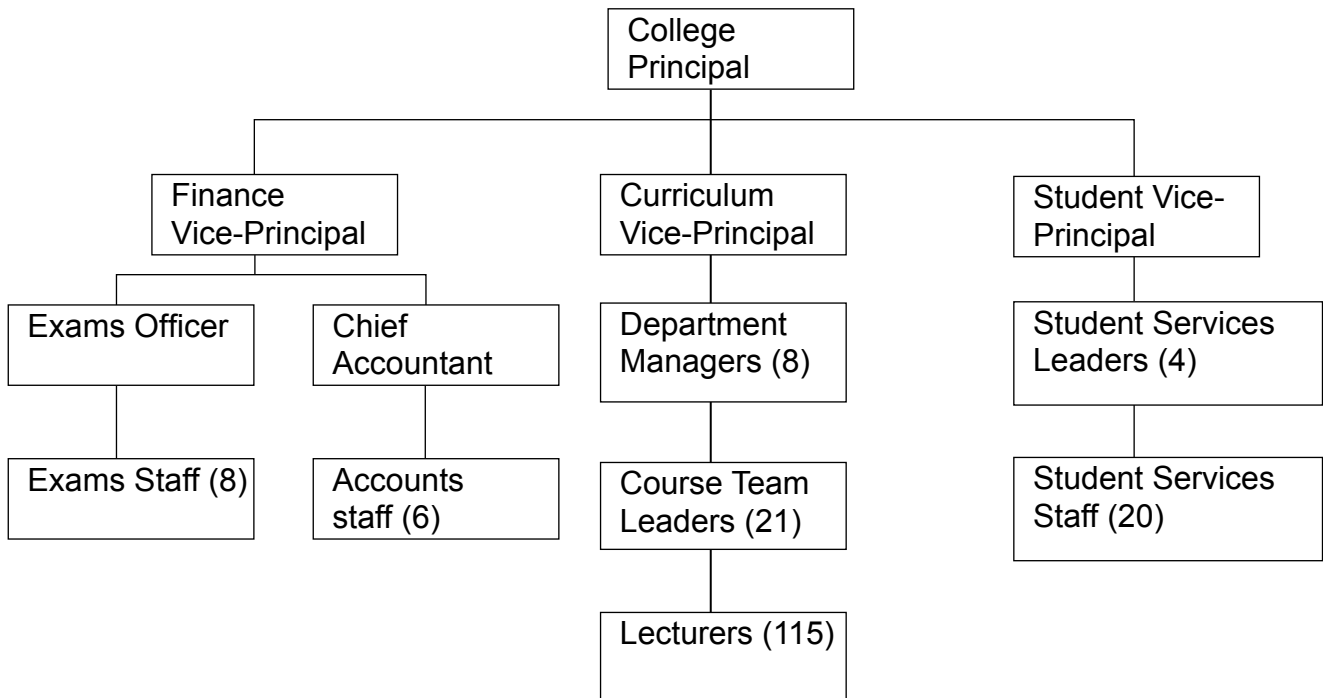 College
Principal
Finance
Vice-Principal
Curriculum
Vice-Principal
Student Vice-
Principal
Exams Officer
Chief
Accountant
Department
Managers (8)
Student Services
Leaders (4)
Exams Staff (8)
Accounts
staff (6)
Course Team
Leaders (21)
Student Services
Staff (20)
Lecturers (115)